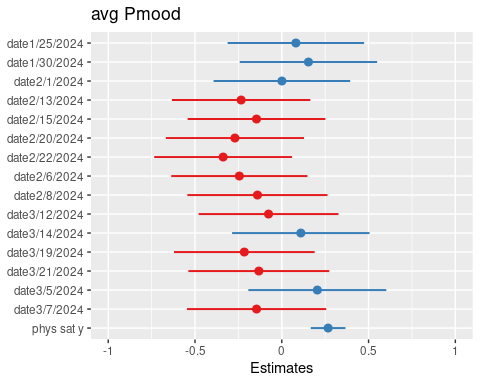 avg Pmood
date1/25/2024
date1/30/2024
date2/1/2024
date2/13/2024
date2/15/2024
date2/20/2024
date2/22/2024
date2/6/2024
date2/8/2024
date3/12/2024
date3/14/2024
date3/19/2024
date3/21/2024
date3/5/2024
date3/7/2024
phys sat y
-1 -0.5 0 0.5 1
Estimates